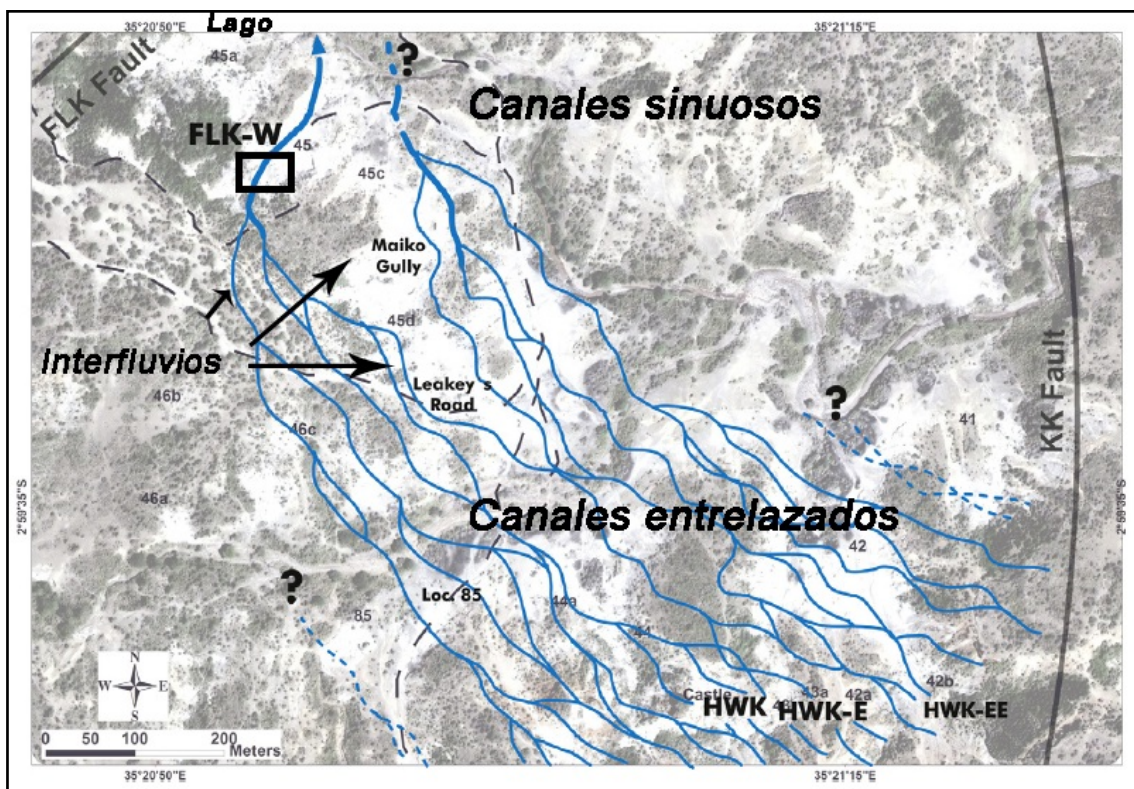 35°20'50"E
35°21'15"E
Lago
45a
?
FLK Fault
Canales sinuosos
FLK-W
45
45c
Maiko
Gully
45d
Interfluvios
Leakey s
Road
46b
46c
?
41
KK Fault
46a
2°59'35"S
2°59'35"S
Canales entrelazados
42
?
Loc. 85
44a
85
44
N
W E
S
Castle
43a
42a
42b
HWK
HWK-E
HWK-EE
0 50 100 200
Meters
35°20'50"E
35°21'15"E